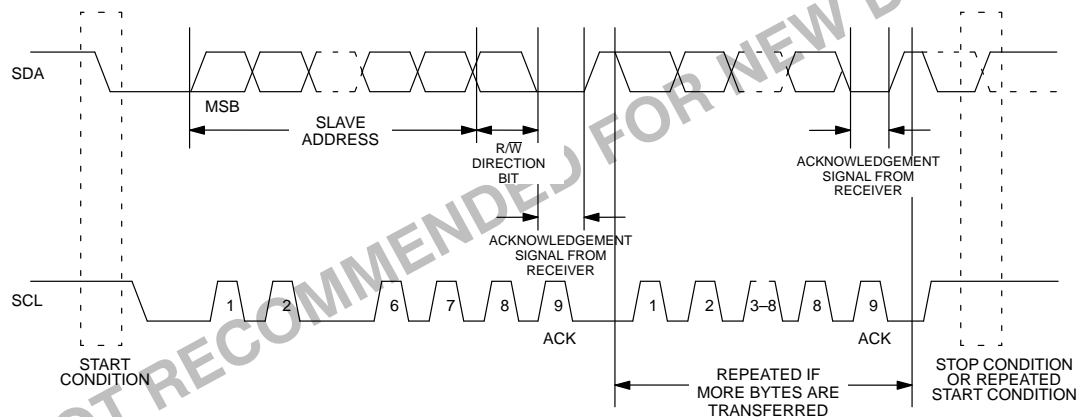 NOT RECOMMENDED FOR NEW D
SDA
MSB
SLAVE
ADDRESS
R/W̅
DIRECTION
BIT
ACKNOWLEDGEMENT
SIGNAL FROM
RECEIVER
ACKNOWLEDGEMENT
SIGNAL FROM
RECEIVER
SCL
1 2 6 7 8 9 1 2 3–8 8 9
ACK ACK
START
CONDITION
REPEATED IF
MORE BYTES ARE
TRANSFERRED
STOP CONDITION
OR REPEATED
START CONDITION